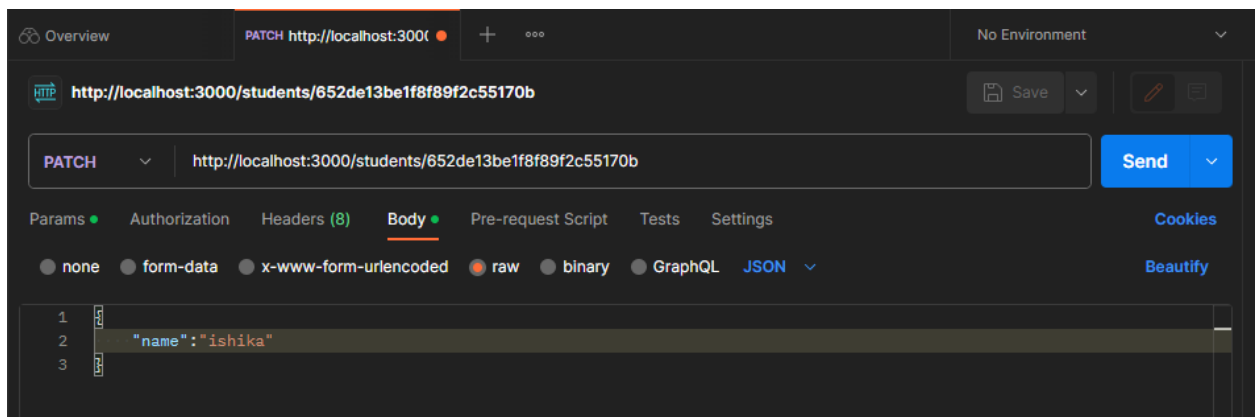 Overview
PATCH http://localhost:300(
No Environment
HTTP http://localhost:3000/students/652de13be1f8f89f2c55170b
Save
PATCH http://localhost:3000/students/652de13be1f8f89f2c55170b Send
Params Authorization Headers (8) Body Pre-request Script Tests Settings Cookies
none form-data x-www-form-urlencoded raw binary GraphQL JSON Beautify
1 {
2 "name":"ishika"
3 }